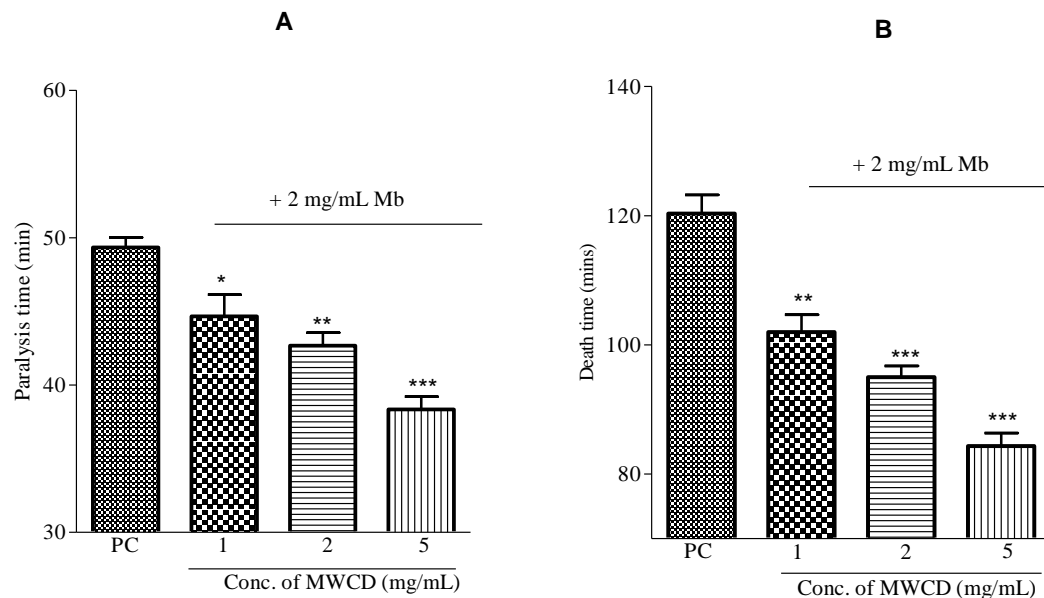 A
60
50
40
30
Paralysis time (min)
+ 2 mg/mL Mb
*
**
***
PC
1
2
5
Conc. of MWCD (mg/mL)
B
140
120
100
80
Death time (mins)
+ 2 mg/mL Mb
**
***
***
PC
1
2
5
Conc. of MWCD (mg/mL)